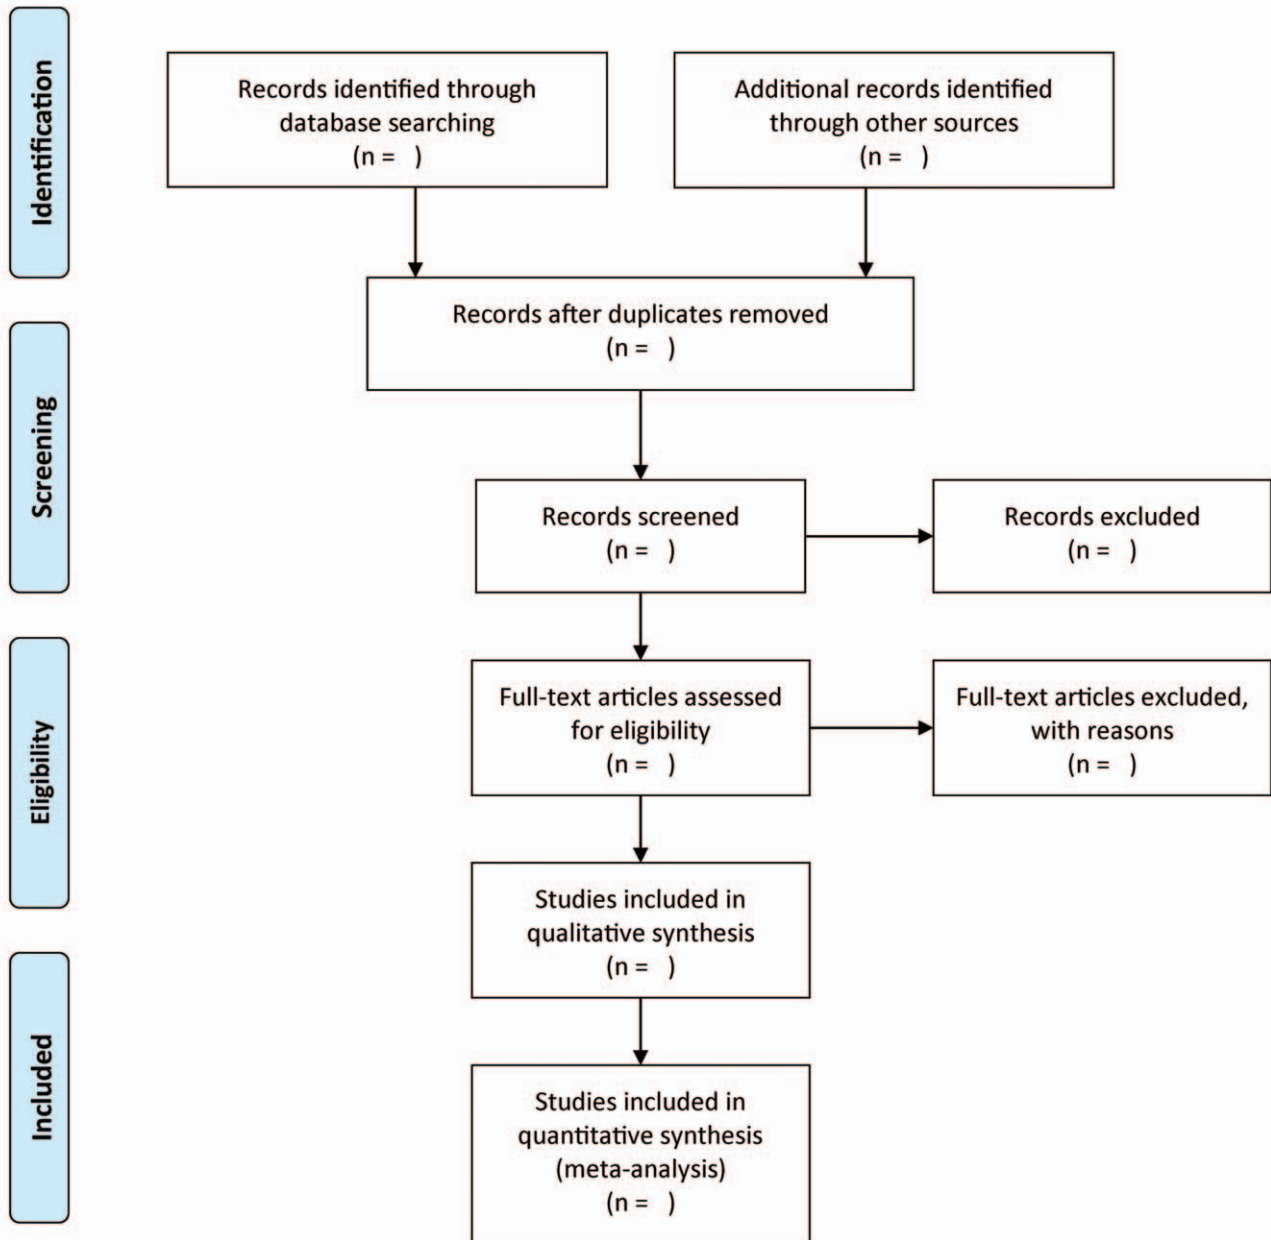 Identification
Records identified through
database searching
(n =   )
Additional records identified
through other sources
(n =   )
Records after duplicates removed
(n =   )
Screening
Records screened
(n =   )
Records excluded
(n =   )
Eligibility
Full-text articles assessed
for eligibility
(n =   )
Full-text articles excluded,
with reasons
(n =   )
Studies included in
qualitative synthesis
(n =   )
Included
Studies included in
quantitative synthesis
(meta-analysis)
(n =   )